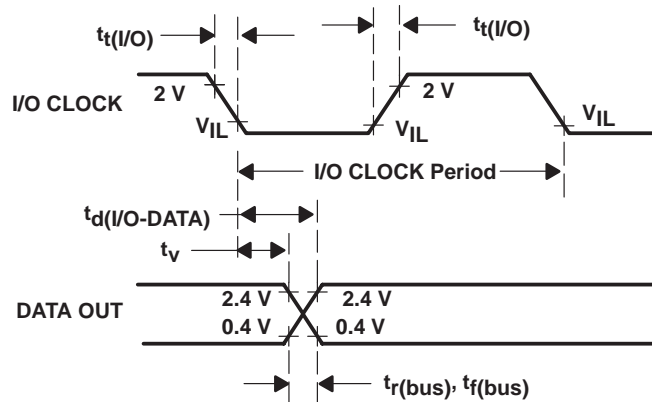 tt(I/O)
tt(I/O)
I/O CLOCK
2 V
2 V
VIL
VIL
VIL
I/O CLOCK Period
td(I/O-DATA)
tv
DATA OUT
2.4 V
2.4 V
0.4 V
0.4 V
tr(bus), tf(bus)